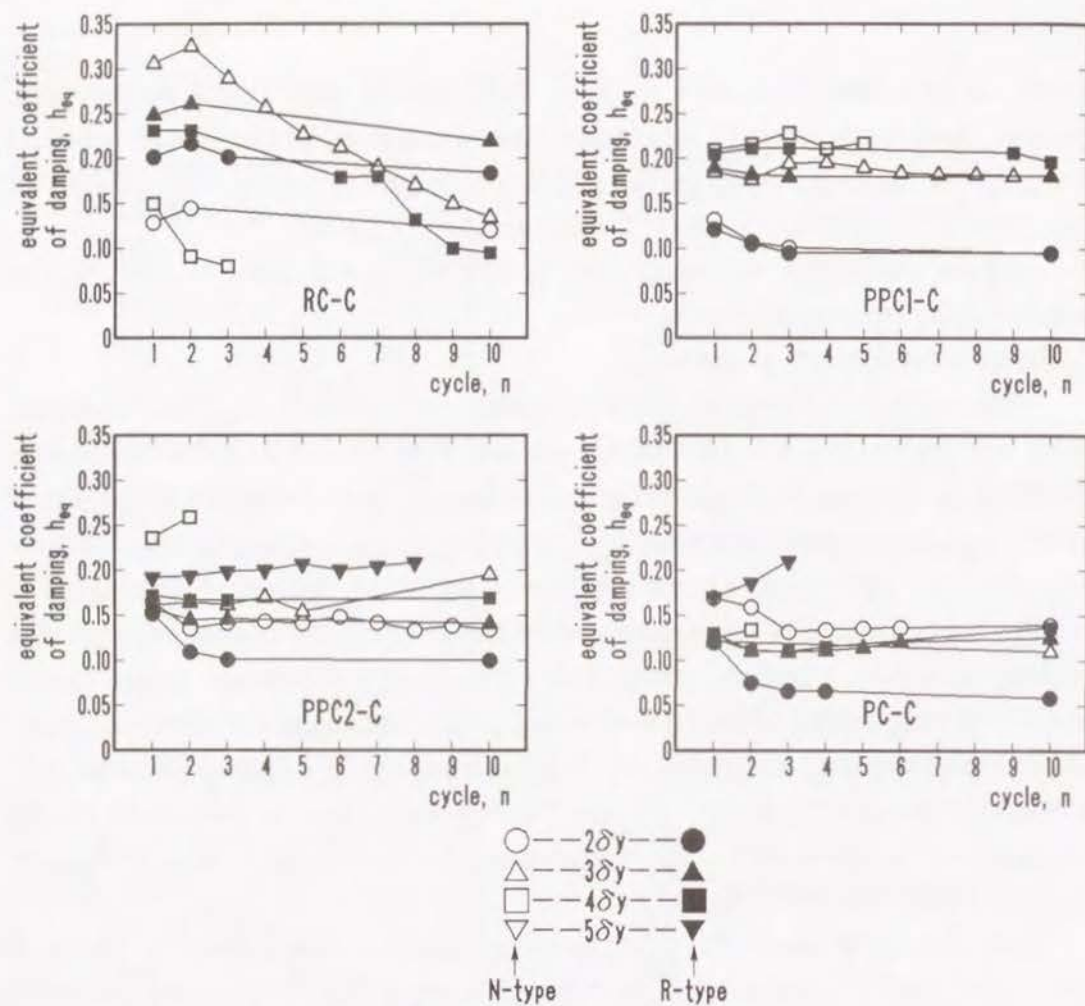 equivalent coefficient
of damping, heq
0.35
0.30
0.25
0.20
0.15
0.10
0.05
0
RC-C
1 2 3 4 5 6 7 8 9 10
cycle, n
equivalent coefficient
of damping, heq
0.35
0.30
0.25
0.20
0.15
0.10
0.05
0
PPC1-C
1 2 3 4 5 6 7 8 9 10
cycle, n
equivalent coefficient
of damping, heq
0.35
0.30
0.25
0.20
0.15
0.10
0.05
0
PPC2-C
1 2 3 4 5 6 7 8 9 10
cycle, n
equivalent coefficient
of damping, heq
0.35
0.30
0.25
0.20
0.15
0.10
0.05
0
PC-C
1 2 3 4 5 6 7 8 9 10
cycle, n
2δy
3δy
4δy
5δy
N-type R-type